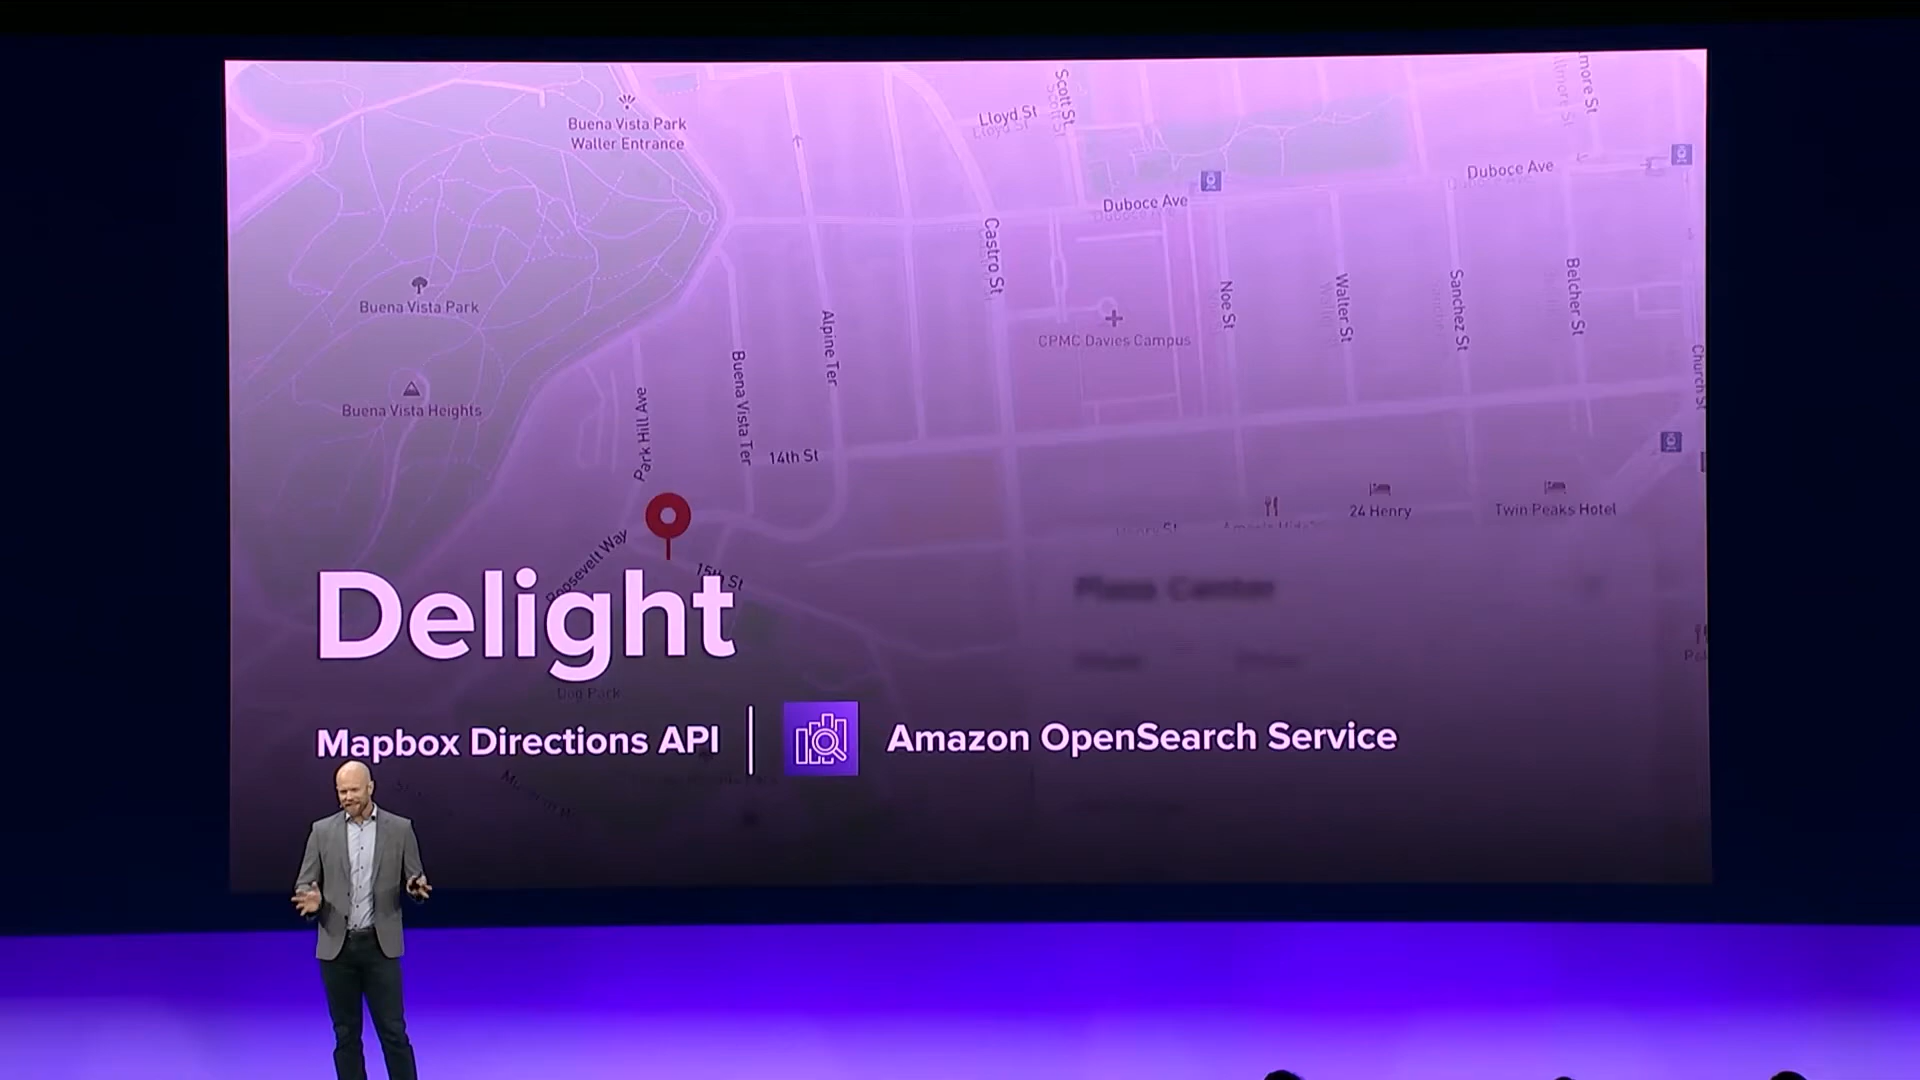 Buena Vista Park
Waller Entrance
Lloyd St
Scott St
Duboce Ave
Duboce Ave
Castro St
Buena Vista Park
Noe St
Walter St
Sanchez St
Belcher St
CPMC Davies Campus
Alpine Ter
Buena Vista Ter
Church St
Buena Vista Heights
Park Hill Ave
14th St
24 Henry
Twin Peaks Hotel
Roosevelt Way
15th St
Delight
Dog Park
Mapbox Directions API
Amazon OpenSearch Service